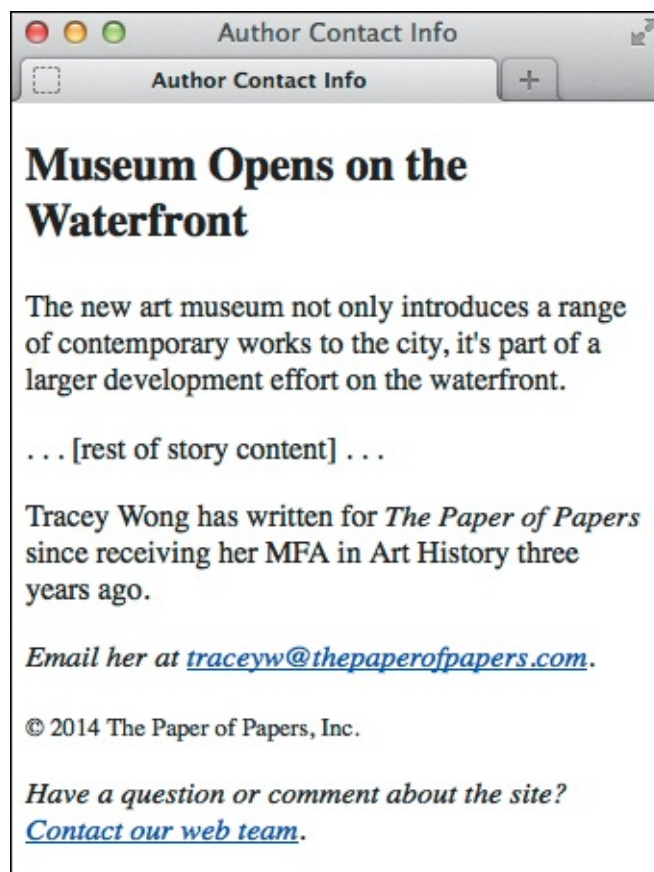 Author Contact Info
Author Contact Info
+
Museum Opens on the
Waterfront
The new art museum not only introduces a range
of contemporary works to the city, it's part of a
larger development effort on the waterfront.
. . . [rest of story content] . . .
Tracey Wong has written for The Paper of Papers
since receiving her MFA in Art History three
years ago.
Email her at traceyw@thepaperofpapers.com.
© 2014 The Paper of Papers, Inc.
Have a question or comment about the site?
Contact our web team.